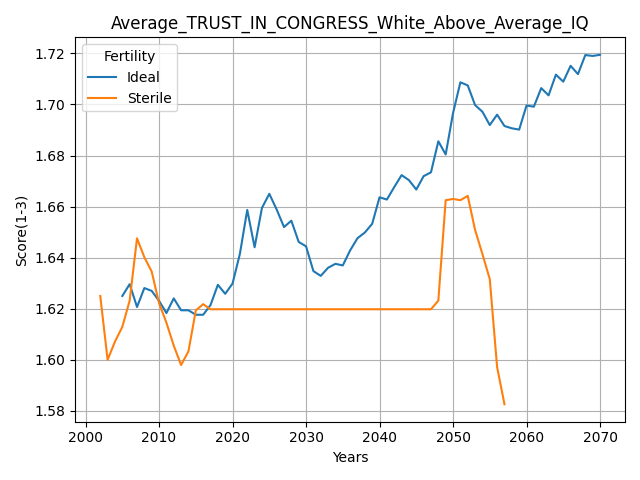 Average_TRUST_IN_CONGRESS_White_Above_Average_IQ
Fertility
Ideal
Sterile
Score(1-3)
1.72
1.70
1.68
1.66
1.64
1.62
1.60
1.58
2000 2010 2020 2030 2040 2050 2060 2070
Years